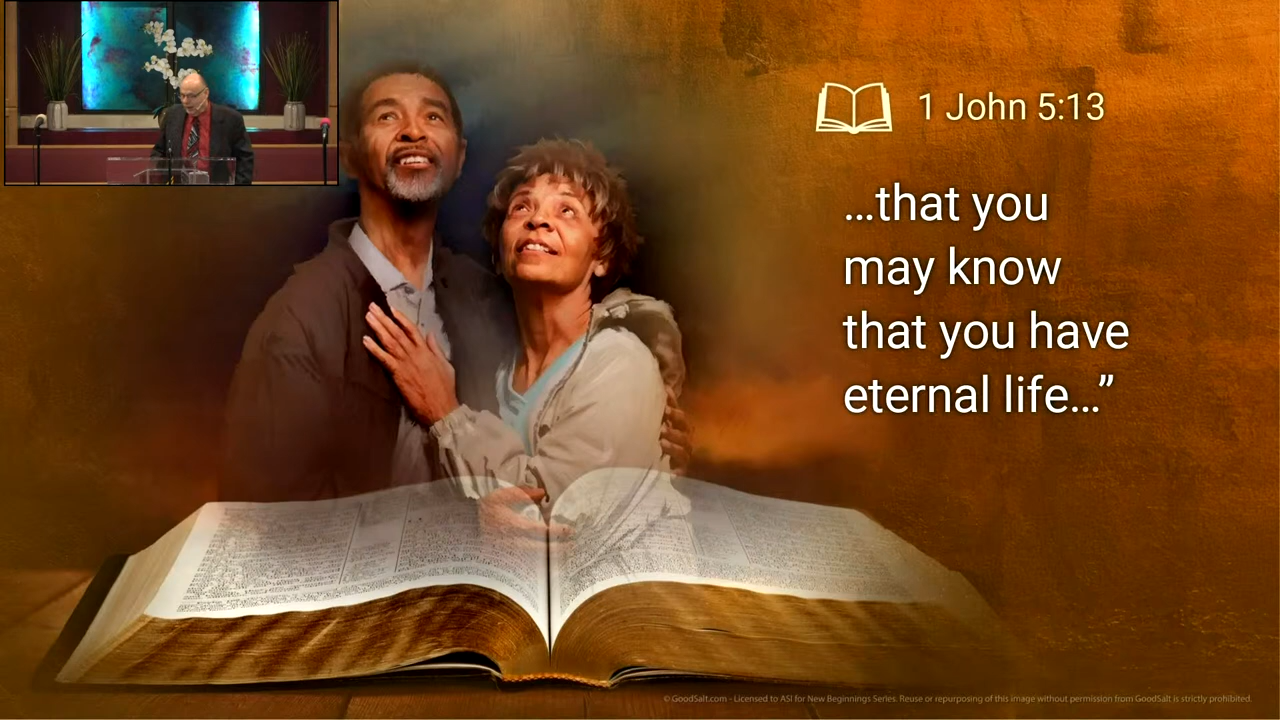 1 John 5:13
…that you
may know
that you have
eternal life…”
© GoodSalt.com - Licensed to ASI for New Beginnings Series. Reuse or repurposing of this image without permission from GoodSalt is strictly prohibited.